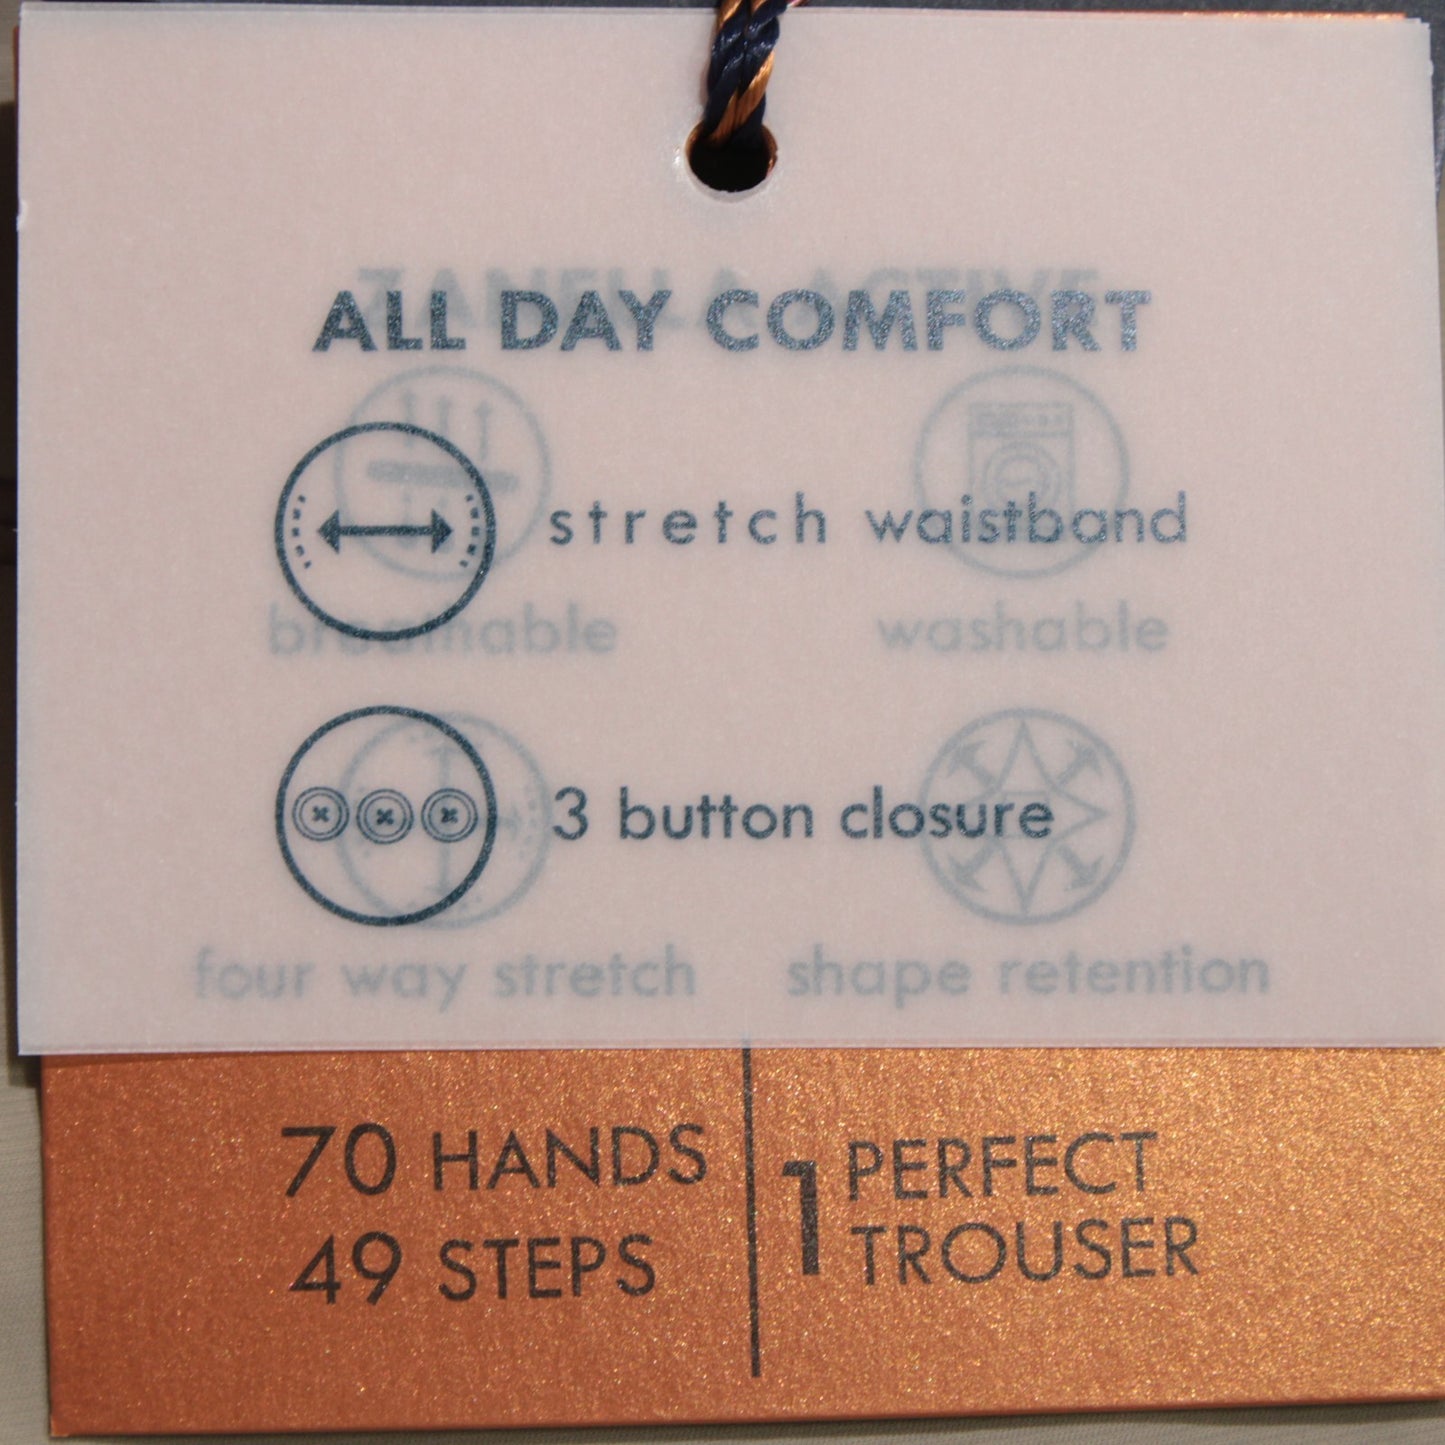 ALL DAY COMFORT
stretch waistband
breathable
washable
3 button closure
four way stretch
shape retention
70 HANDS
49 STEPS
1 PERFECT
TROUSER